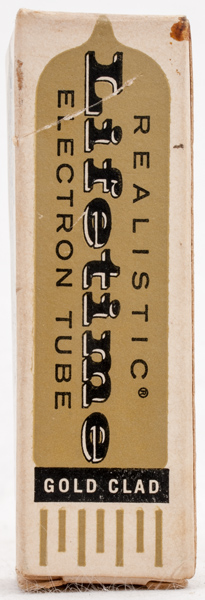 REALISTIC®
Lifetime
ELECTRON TUBE
GOLD CLAD